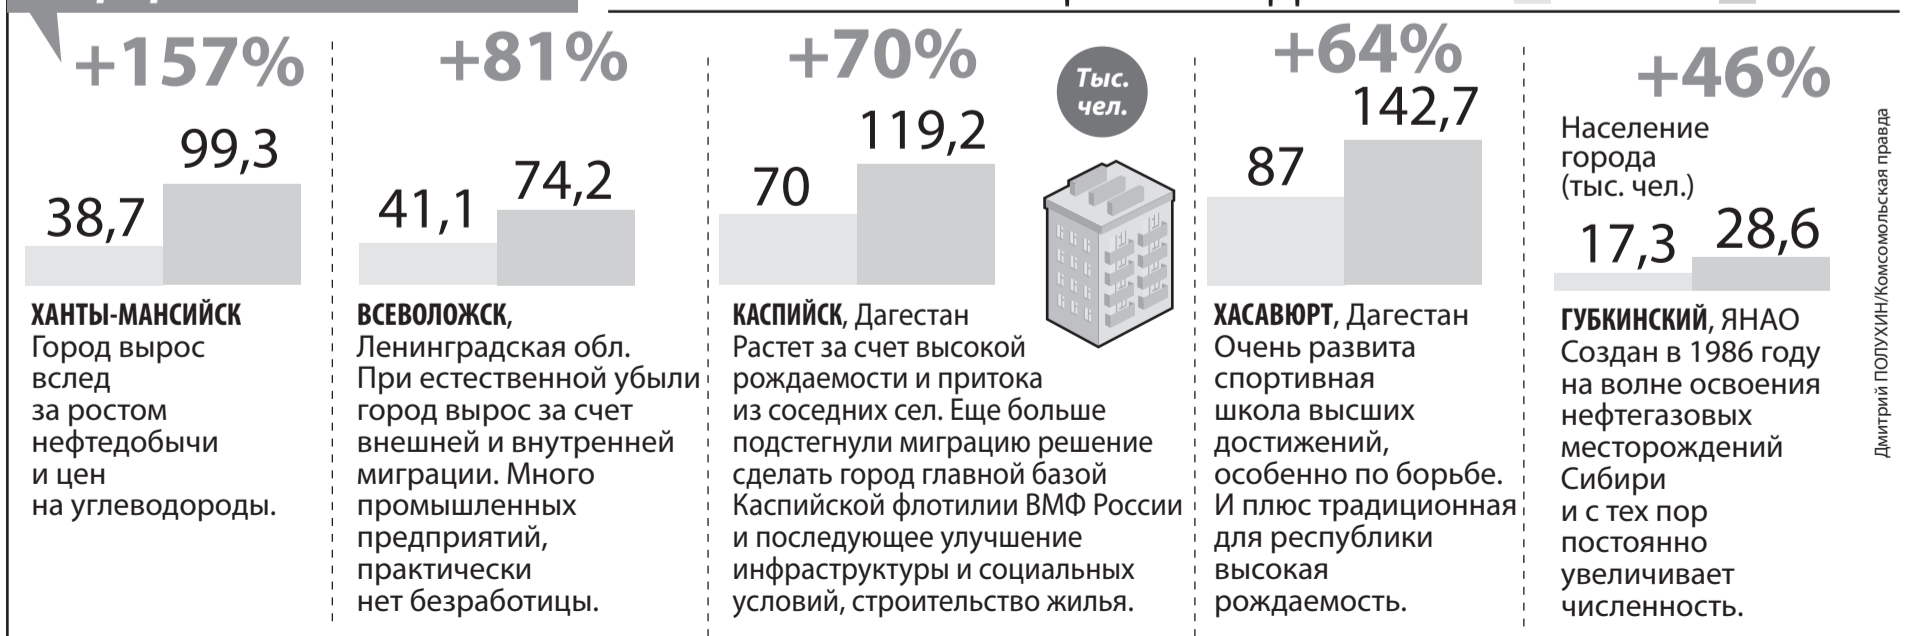 +157%
99,3
38,7
ХАНТЫ-МАНСИЙСК
Город вырос
вслед
за ростом
нефтедобычи
и цен
на углеводороды.
+81%
74,2
41,1
ВСЕВОЛОЖСК,
Ленинградская обл.
При естественной убыли
город вырос за счет
внешней и внутренней
миграции. Много
промышленных
предприятий,
практически
нет безработицы.
+70%
119,2
70
Тыс.
чел.
КАСПИЙСК, Дагестан
Растет за счет высокой
рождаемости и притока
из соседних сел. Еще больше
подстегнули миграцию решение
сделать город главной базой
Каспийской флотилии ВМФ России
и последующее улучшение
инфраструктуры и социальных
условий, строительство жилья.
+64%
142,7
87
ХАСАВЮРТ, Дагестан
Очень развита
спортивная
школа высших
достижений,
особенно по борьбе.
И плюс традиционная
для республики
высокая
рождаемость.
+46%
Население
города
(тыс. чел.)
28,6
17,3
ГУБКИНСКИЙ, ЯНАО
Создан в 1986 году
на волне освоения
нефтегазовых
месторождений
Сибири
и с тех пор
постоянно
увеличивает
численность.
Дмитрий ПОЛУХИН/Комсомольская правда